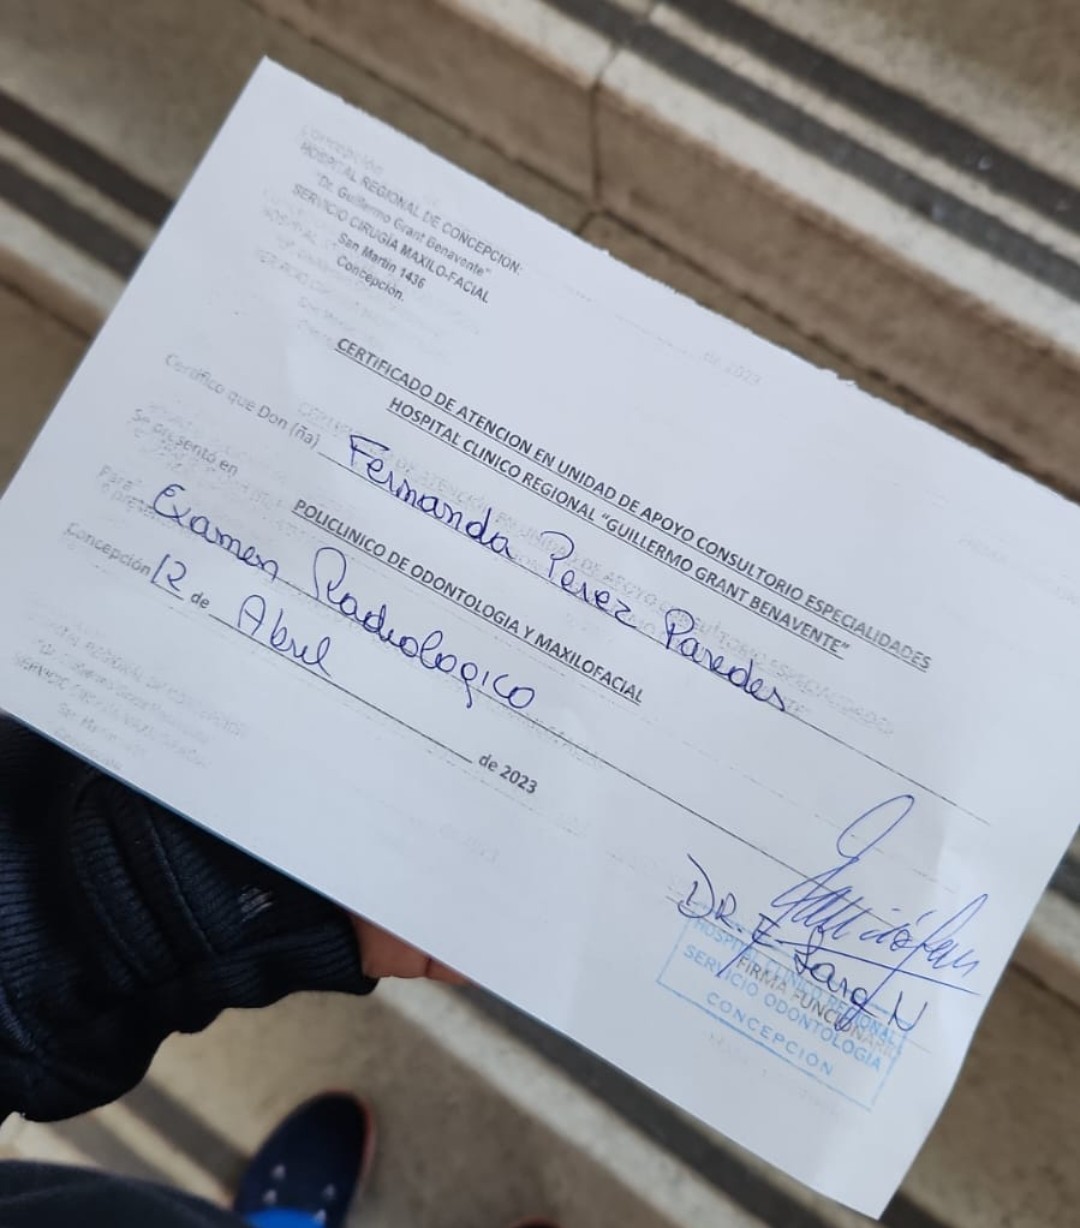 Concepción
HOSPITAL REGIONAL DE CONCEPCION:
"Dr. Guillermo Grant Benavente"
SERVICIO CIRUGIA MAXILO-FACIAL
San Martín 1436
Concepción.
CERTIFICADO DE ATENCION EN UNIDAD DE APOYO CONSULTORIO ESPECIALIDADES
HOSPITAL CLINICO REGIONAL "GUILLERMO GRANT BENAVENTE"
Certifico que Don (ña) Fernanda Perez Paredes
Se presentó en
POLICLINICO DE ODONTOLOGIA Y MAXILOFACIAL
Para Examen Radiologico
Concepción 12 de Abril de 2023
DR. E.
FIRMA FUNCIONARIO
HOSPITAL CLINICO REGIONAL
SERVICIO ODONTOLOGIA
CONCEPCION